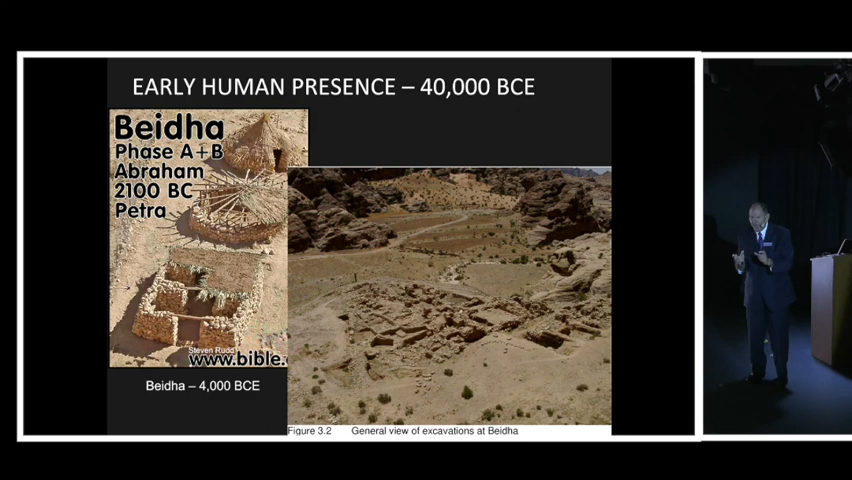 EARLY HUMAN PRESENCE – 40,000 BCE
Beidha
Phase A+B
Abraham
2100 BC
Petra
Steven Rudd
www.bible.
Beidha – 4,000 BCE
Figure 3.2 General view of excavations at Beidha